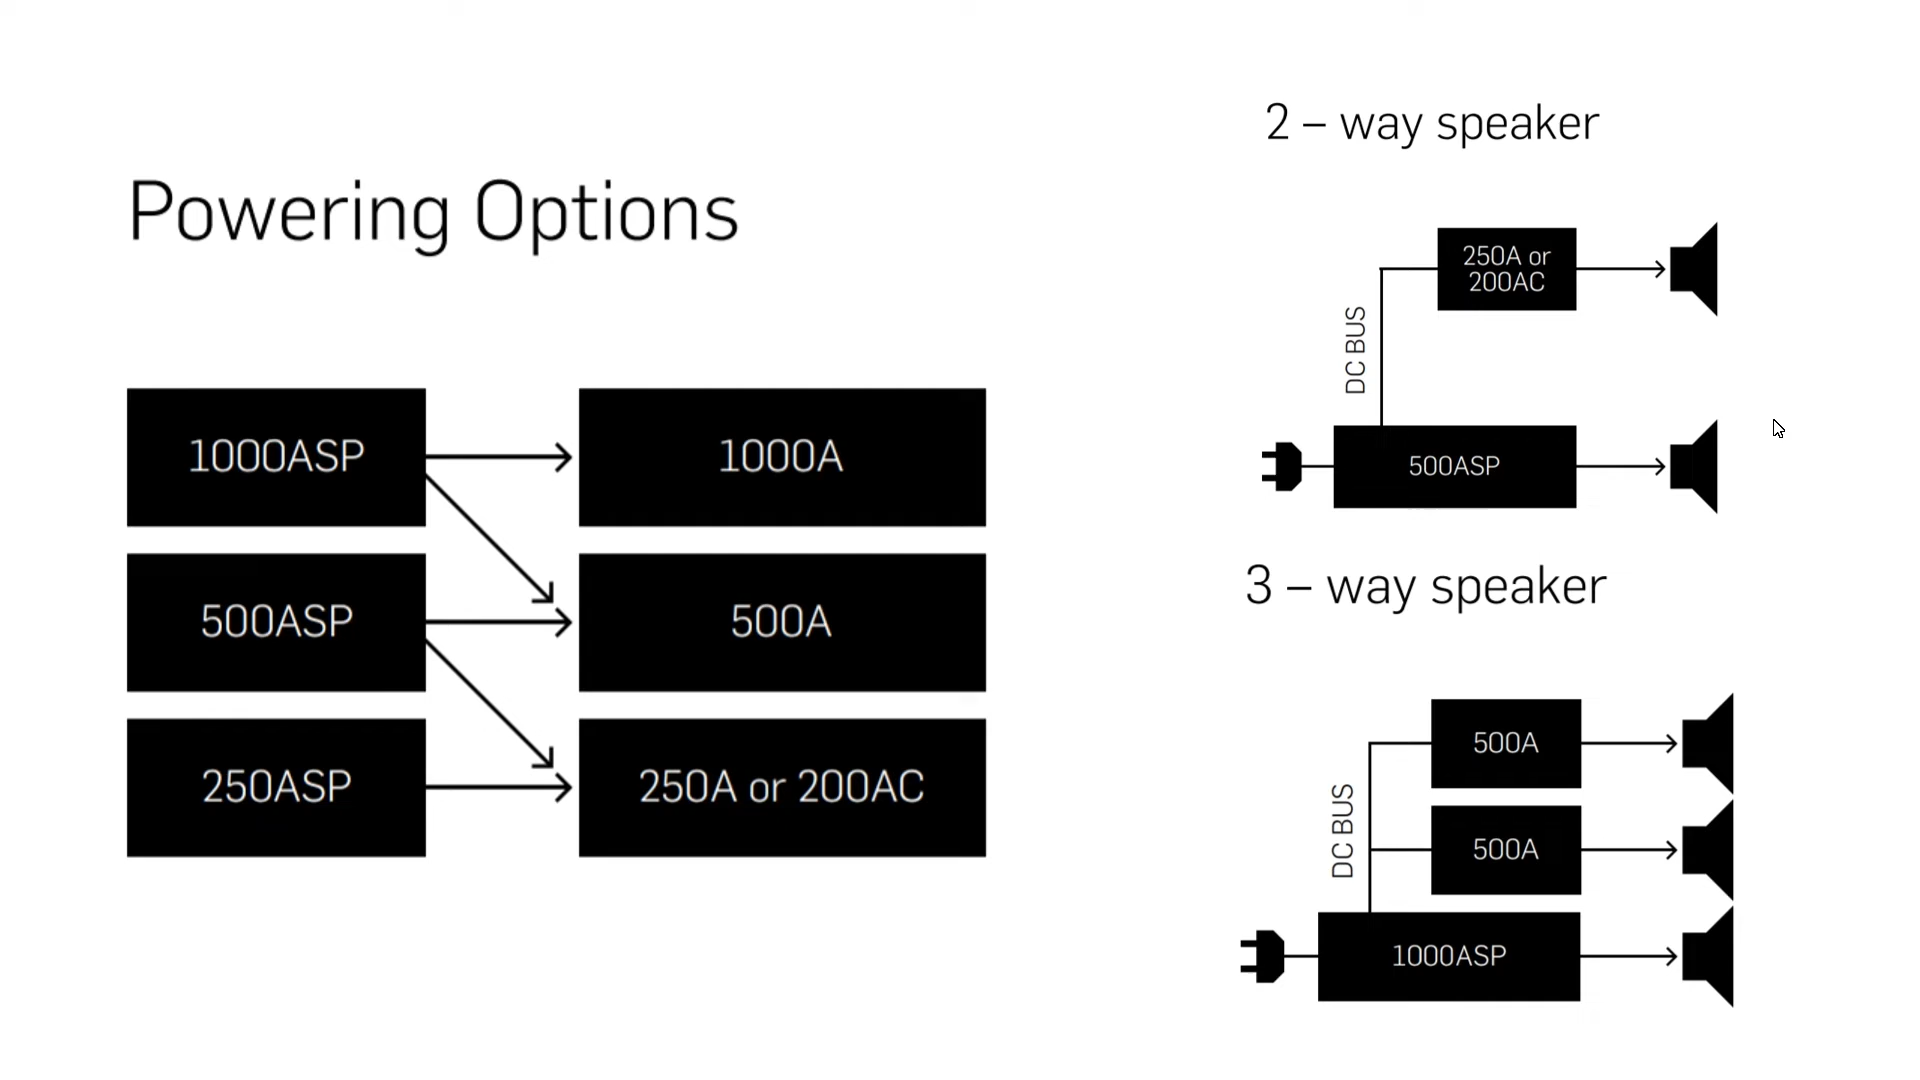 Powering Options
1000ASP
1000A
500ASP
500A
250ASP
250A or 200AC
2 – way speaker
250A or
200AC
DC BUS
500ASP
3 – way speaker
500A
DC BUS
500A
1000ASP